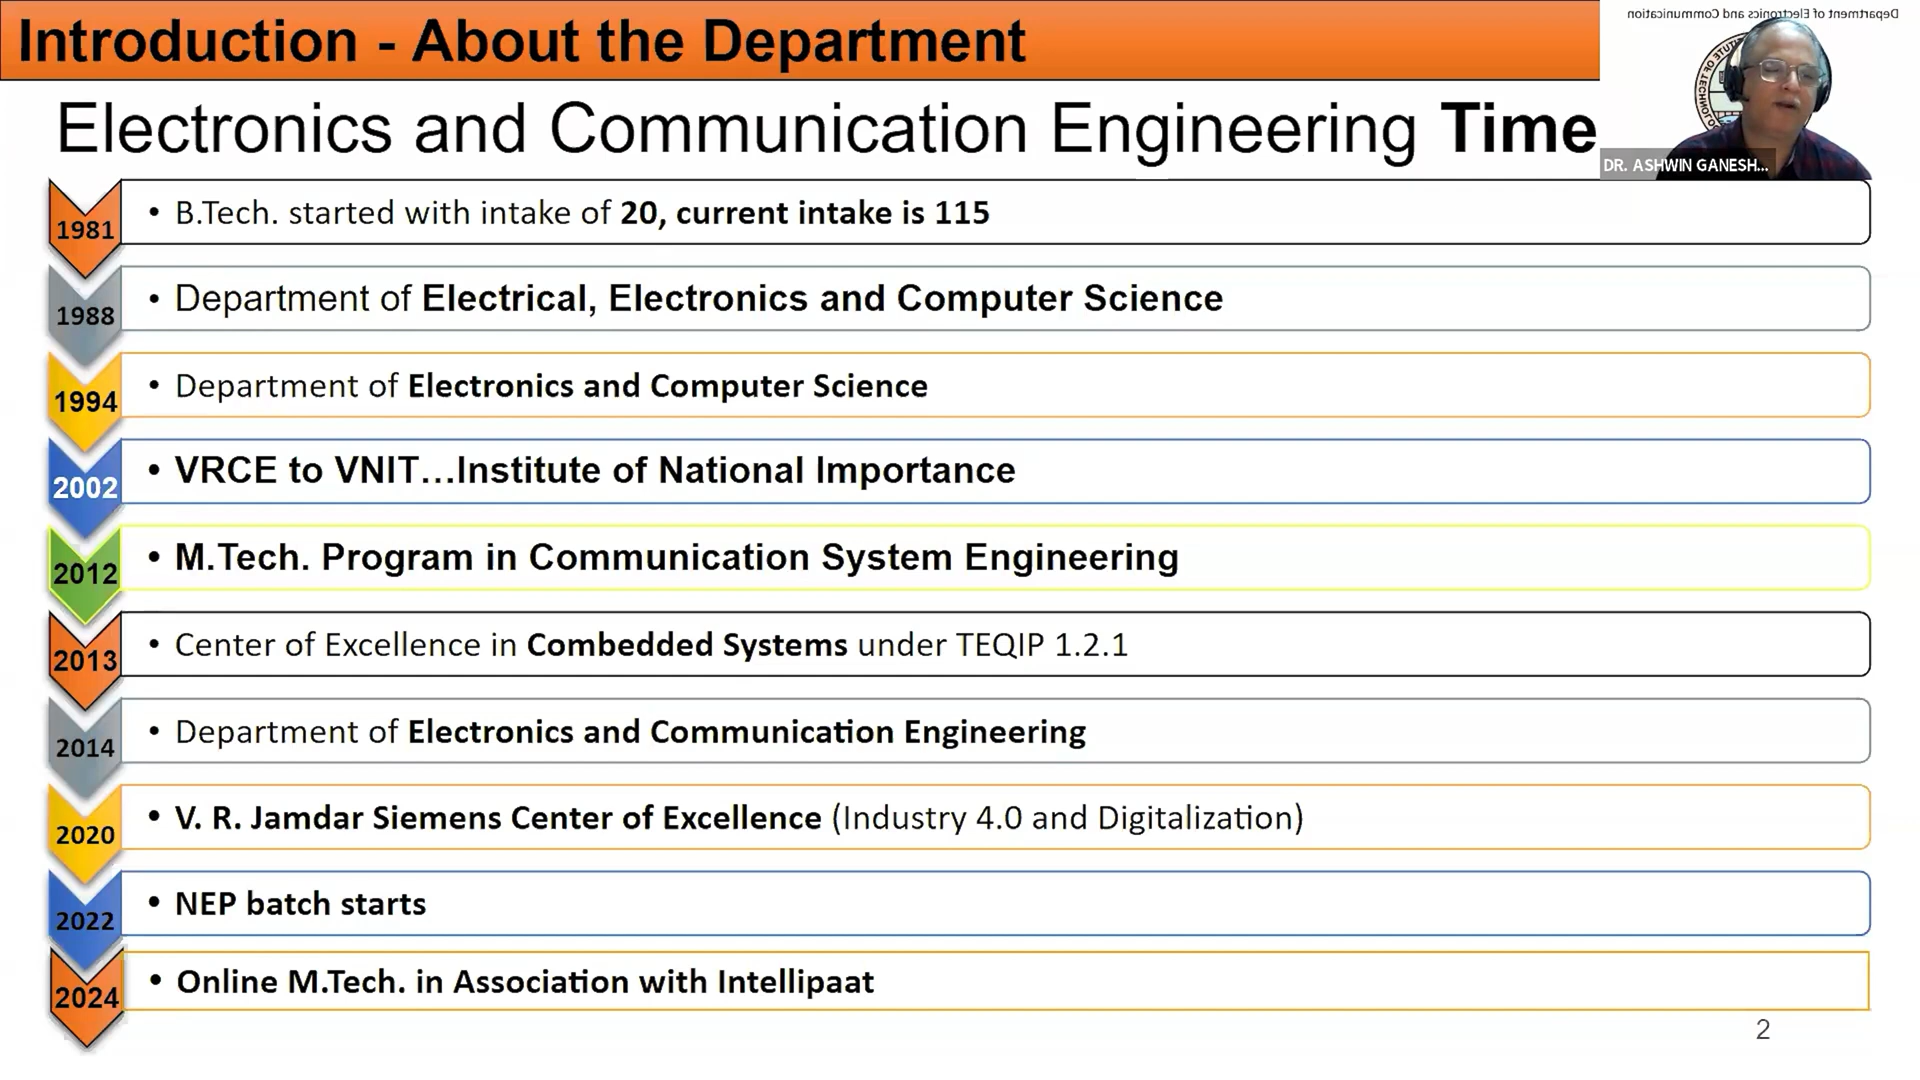 Introduction - About the Department
Department of Electronics and Communication
Electronics and Communication Engineering Time
DR. ASHWIN GANESH...
1981
• B.Tech. started with intake of 20, current intake is 115
1988
• Department of Electrical, Electronics and Computer Science
1994
• Department of Electronics and Computer Science
2002
• VRCE to VNIT...Institute of National Importance
2012
• M.Tech. Program in Communication System Engineering
2013
• Center of Excellence in Combedded Systems under TEQIP 1.2.1
2014
• Department of Electronics and Communication Engineering
2020
• V. R. Jamdar Siemens Center of Excellence (Industry 4.0 and Digitalization)
2022
• NEP batch starts
2024
• Online M.Tech. in Association with Intellipaat
2